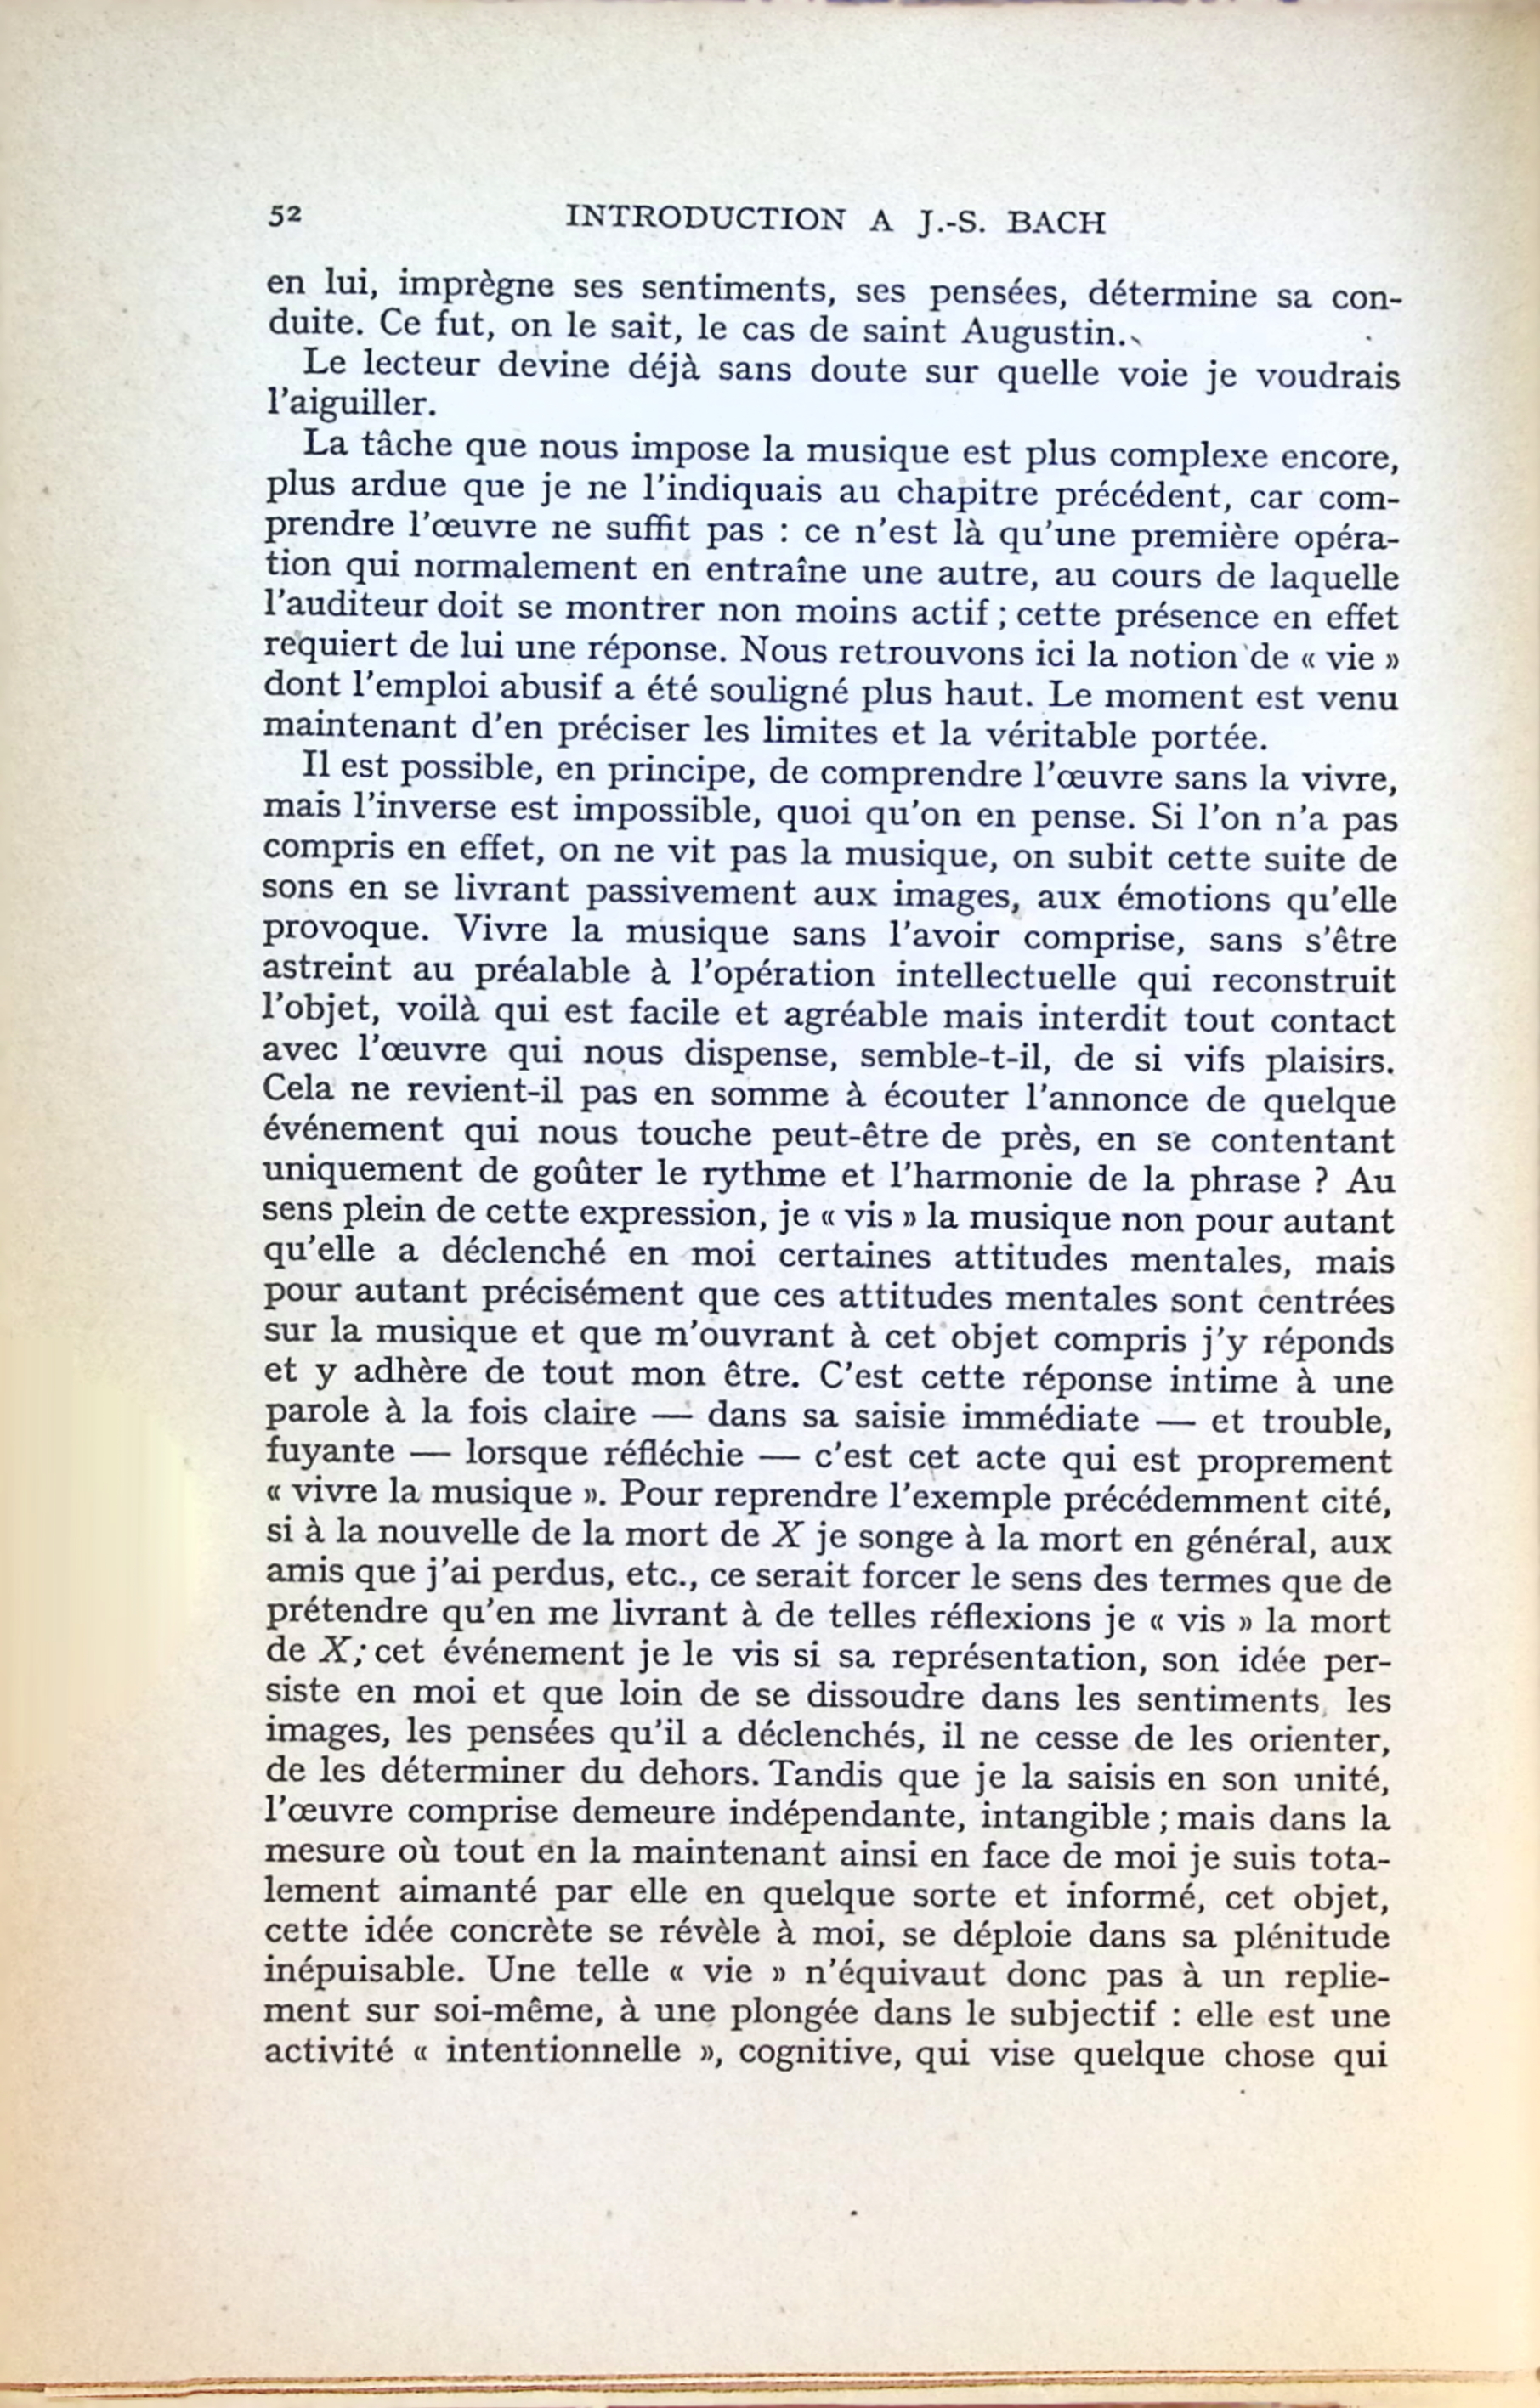 52 INTRODUCTION A J.-S. BACH
en lui, imprègne ses sentiments, ses pensées, détermine sa con-
duite. Ce fut, on le sait, le cas de saint Augustin.
Le lecteur devine déjà sans doute sur quelle voie je voudrais
l'aiguiller.
La tâche que nous impose la musique est plus complexe encore,
plus ardue que je ne l'indiquais au chapitre précédent, car com-
prendre l'œuvre ne suffit pas : ce n'est là qu'une première opéra-
tion qui normalement en entraîne une autre, au cours de laquelle
l'auditeur doit se montrer non moins actif ; cette présence en effet
requiert de lui une réponse. Nous retrouvons ici la notion de « vie »
dont l'emploi abusif a été souligné plus haut. Le moment est venu
maintenant d'en préciser les limites et la véritable portée.
Il est possible, en principe, de comprendre l'œuvre sans la vivre,
mais l'inverse est impossible, quoi qu'on en pense. Si l'on n'a pas
compris en effet, on ne vit pas la musique, on subit cette suite de
sons en se livrant passivement aux images, aux émotions qu'elle
provoque. Vivre la musique sans l'avoir comprise, sans s'être
astreint au préalable à l'opération intellectuelle qui reconstruit
l'objet, voilà qui est facile et agréable mais interdit tout contact
avec l'œuvre qui nous dispense, semble-t-il, de si vifs plaisirs.
Cela ne revient-il pas en somme à écouter l'annonce de quelque
événement qui nous touche peut-être de près, en se contentant
uniquement de goûter le rythme et l'harmonie de la phrase ? Au
sens plein de cette expression, je « vis » la musique non pour autant
qu'elle a déclenché en moi certaines attitudes mentales, mais
pour autant précisément que ces attitudes mentales sont centrées
sur la musique et que m'ouvrant à cet objet compris j'y réponds
et y adhère de tout mon être. C'est cette réponse intime à une
parole à la fois claire — dans sa saisie immédiate — et trouble,
fuyante — lorsque réfléchie — c'est cet acte qui est proprement
« vivre la musique ». Pour reprendre l'exemple précédemment cité,
si à la nouvelle de la mort de X je songe à la mort en général, aux
amis que j'ai perdus, etc., ce serait forcer le sens des termes que de
prétendre qu'en me livrant à de telles réflexions je « vis » la mort
de X; cet événement je le vis si sa représentation, son idée per-
siste en moi et que loin de se dissoudre dans les sentiments, les
images, les pensées qu'il a déclenchés, il ne cesse de les orienter,
de les déterminer du dehors. Tandis que je la saisis en son unité,
l'œuvre comprise demeure indépendante, intangible ; mais dans la
mesure où tout en la maintenant ainsi en face de moi je suis tota-
lement aimanté par elle en quelque sorte et informé, cet objet,
cette idée concrète se révèle à moi, se déploie dans sa plénitude
inépuisable. Une telle « vie » n'équivaut donc pas à un replie-
ment sur soi-même, à une plongée dans le subjectif : elle est une
activité « intentionnelle », cognitive, qui vise quelque chose qui